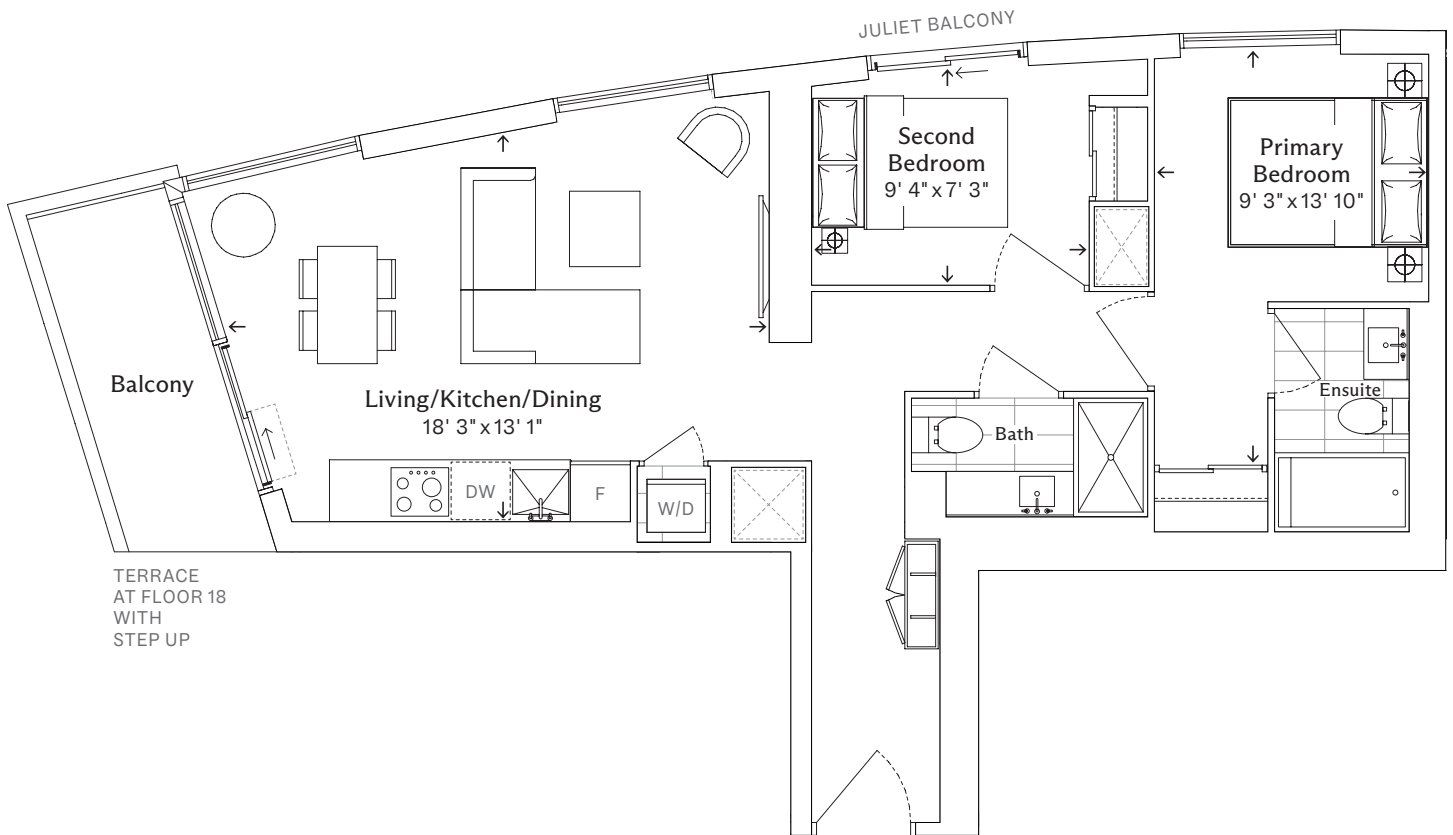 JULIET BALCONY
Second
Bedroom
9' 4" x 7' 3"
Primary
Bedroom
9' 3" x 13' 10"
Balcony
Living/Kitchen/Dining
18' 3" x 13' 1"
Ensuite
Bath
DW
F
W/D
TERRACE
AT FLOOR 18
WITH
STEP UP